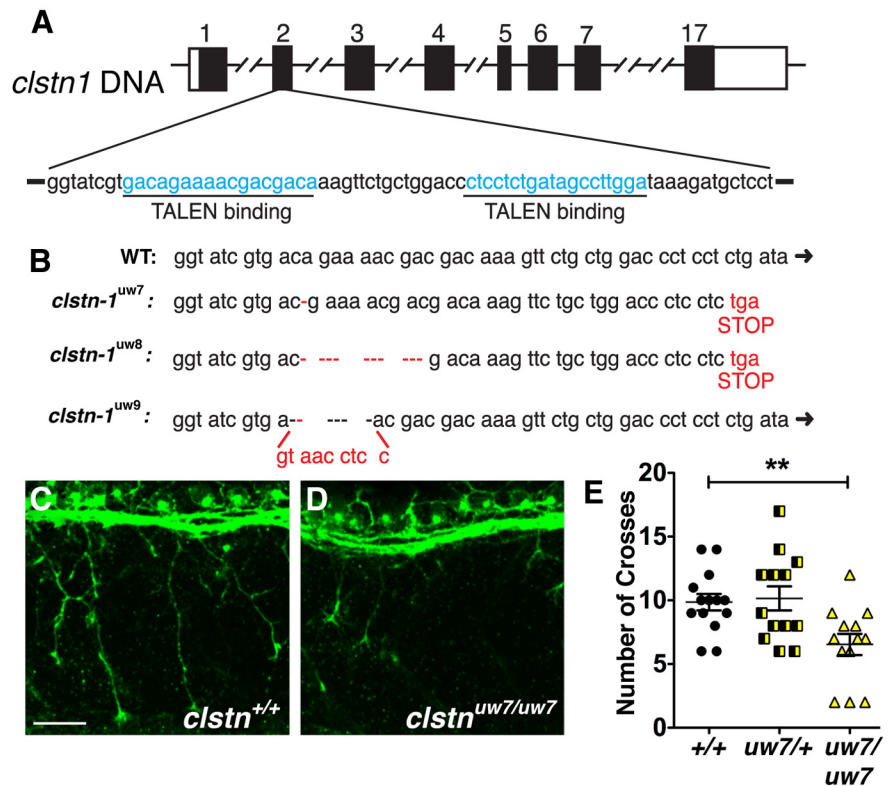 A
1 2 3 4 5 6 7 17
clstn1 DNA
ggtatcgtgacagaaaacgacgacaaagttctgctggaccctcctctgatagccttggataaagatgctcct
TALEN binding TALEN binding
B
WT: ggt atc gtg aca gaa aac gac gac aaa gtt ctg ctg gac cct cct ctg ata ➔
clstn-1uw7: ggt atc gtg ac-g aaa acg acg aca aag ttc tgc tgg acc ctc ctc tga
STOP
clstn-1uw8: ggt atc gtg ac- --- --- --- g aca aag ttc tgc tgg acc ctc ctc tga
STOP
clstn-1uw9: ggt atc gtg a-- --- -ac gac gac aaa gtt ctg ctg gac cct cct ctg ata ➔
gt aac ctc c
C
clstn+/+
D
clstnuw7/uw7
E
**
Number of Crosses
20
15
10
5
0
+/+ uw7/+ uw7/
uw7